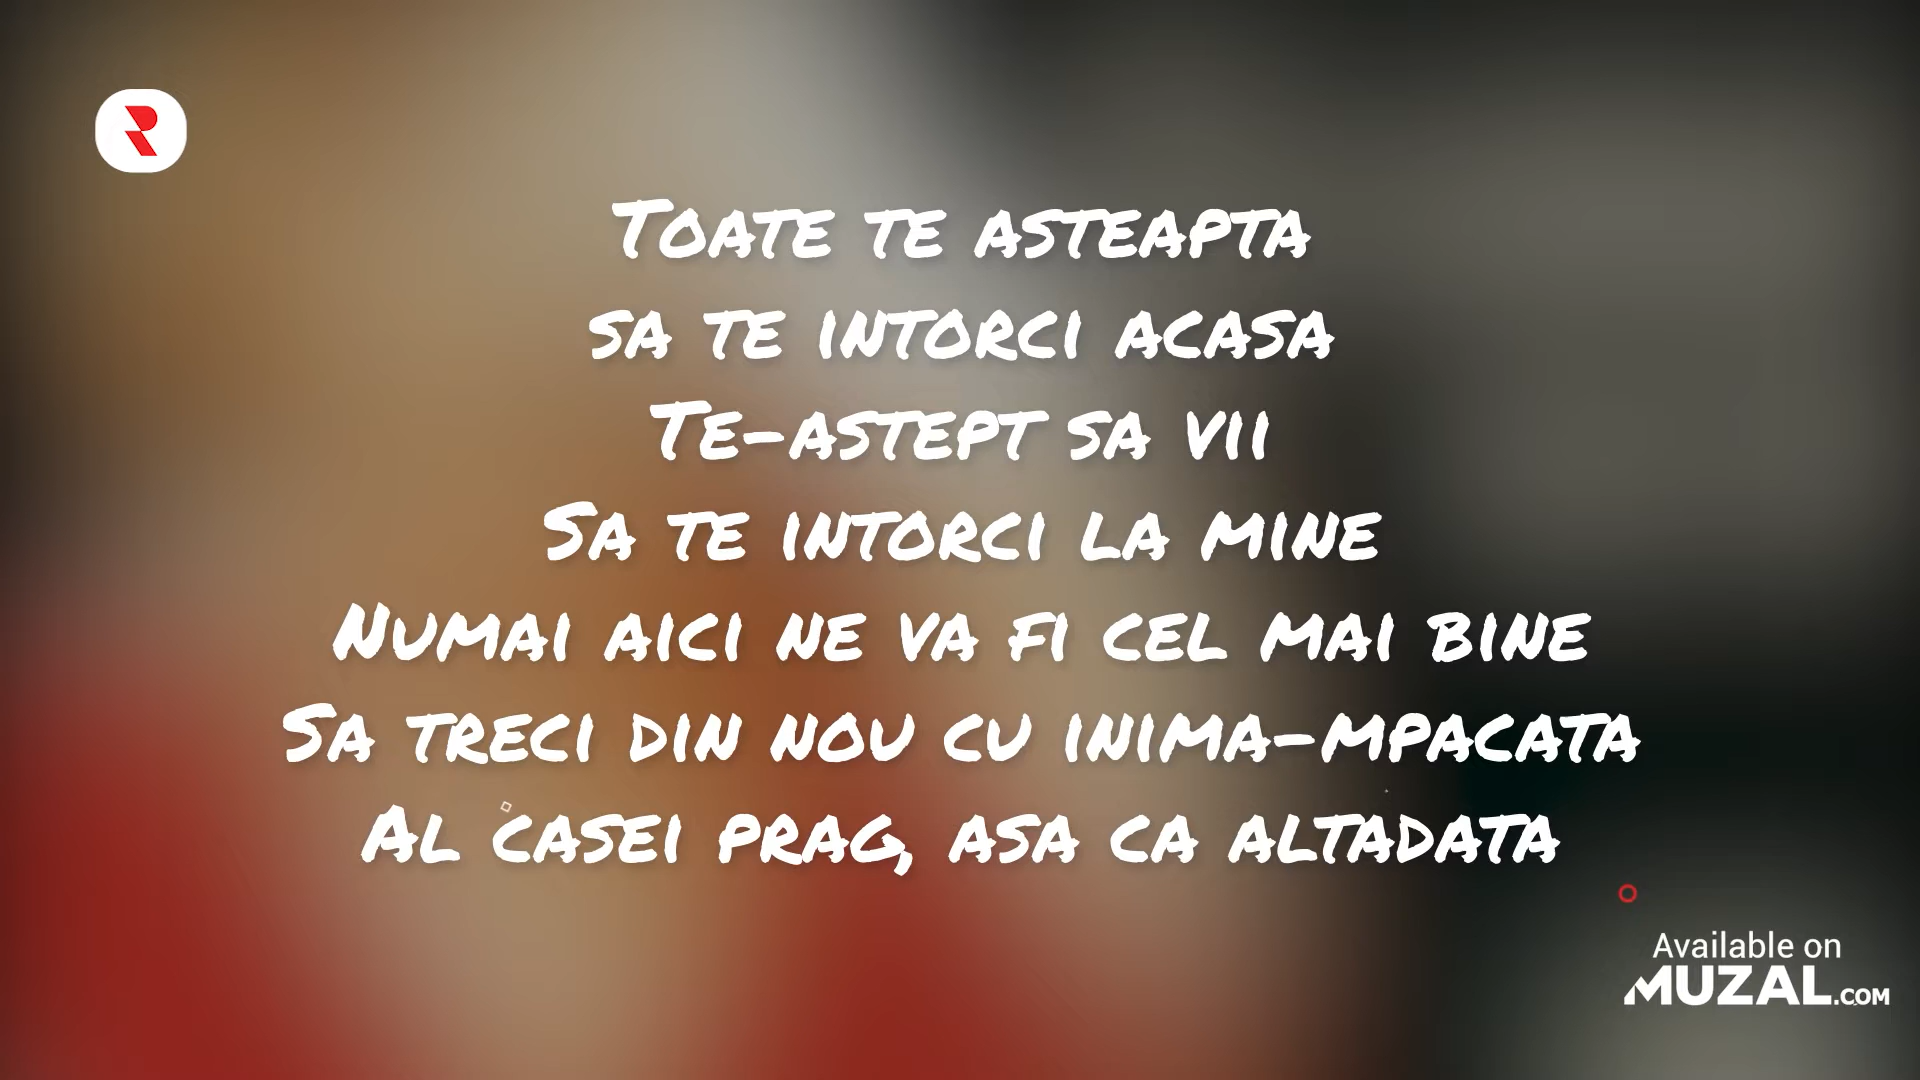 R
Toate te asteapta
sa te intorci acasa
Te-astept sa vii
Sa te intorci la mine
Numai aici ne va fi cel mai bine
Sa treci din nou cu inima-mpacata
Al casei prag, asa ca altadata
Available on
MUZAL.COM